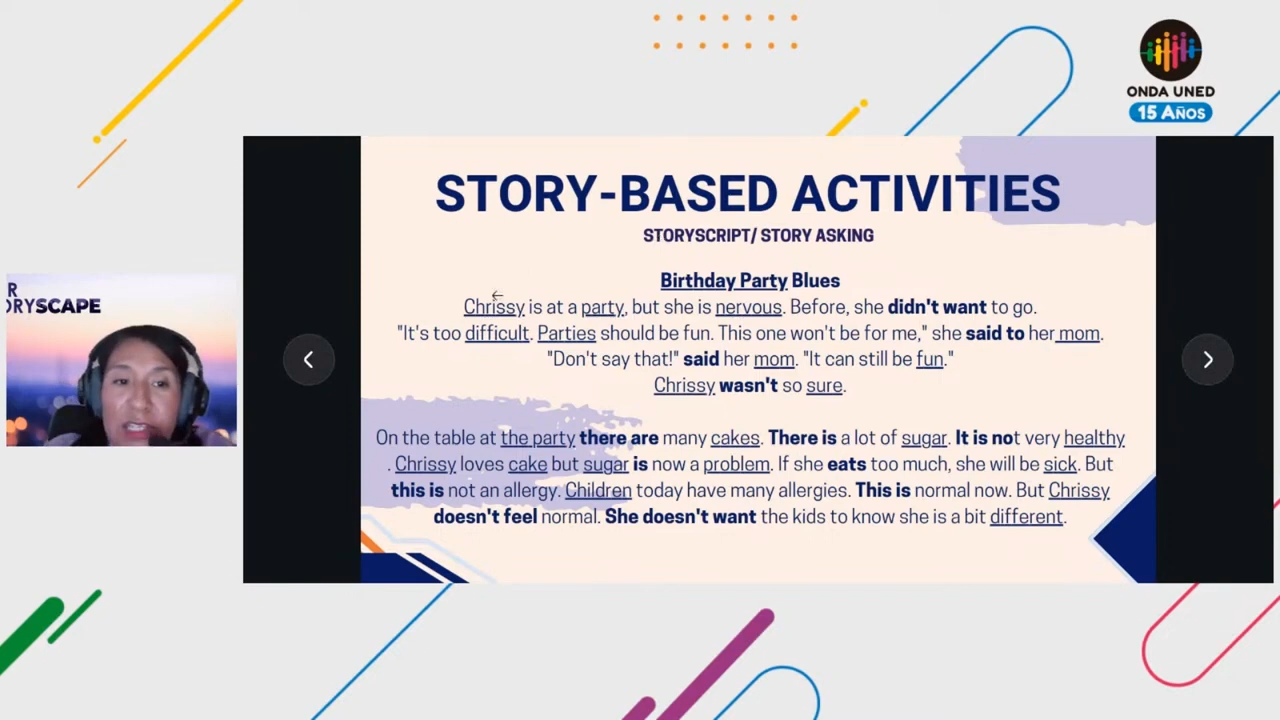 ONDA UNED
15 AÑOS
R
ORYSCAPE
STORY-BASED ACTIVITIES
STORYSCRIPT/ STORY ASKING
Birthday Party Blues
Chrissy is at a party, but she is nervous. Before, she didn't want to go.
"It's too difficult. Parties should be fun. This one won't be for me," she said to her mom.
"Don't say that!" said her mom. "It can still be fun."
Chrissy wasn't so sure.
On the table at the party there are many cakes. There is a lot of sugar. It is not very healthy
. Chrissy loves cake but sugar is now a problem. If she eats too much, she will be sick. But
this is not an allergy. Children today have many allergies. This is normal now. But Chrissy
doesn't feel normal. She doesn't want the kids to know she is a bit different.